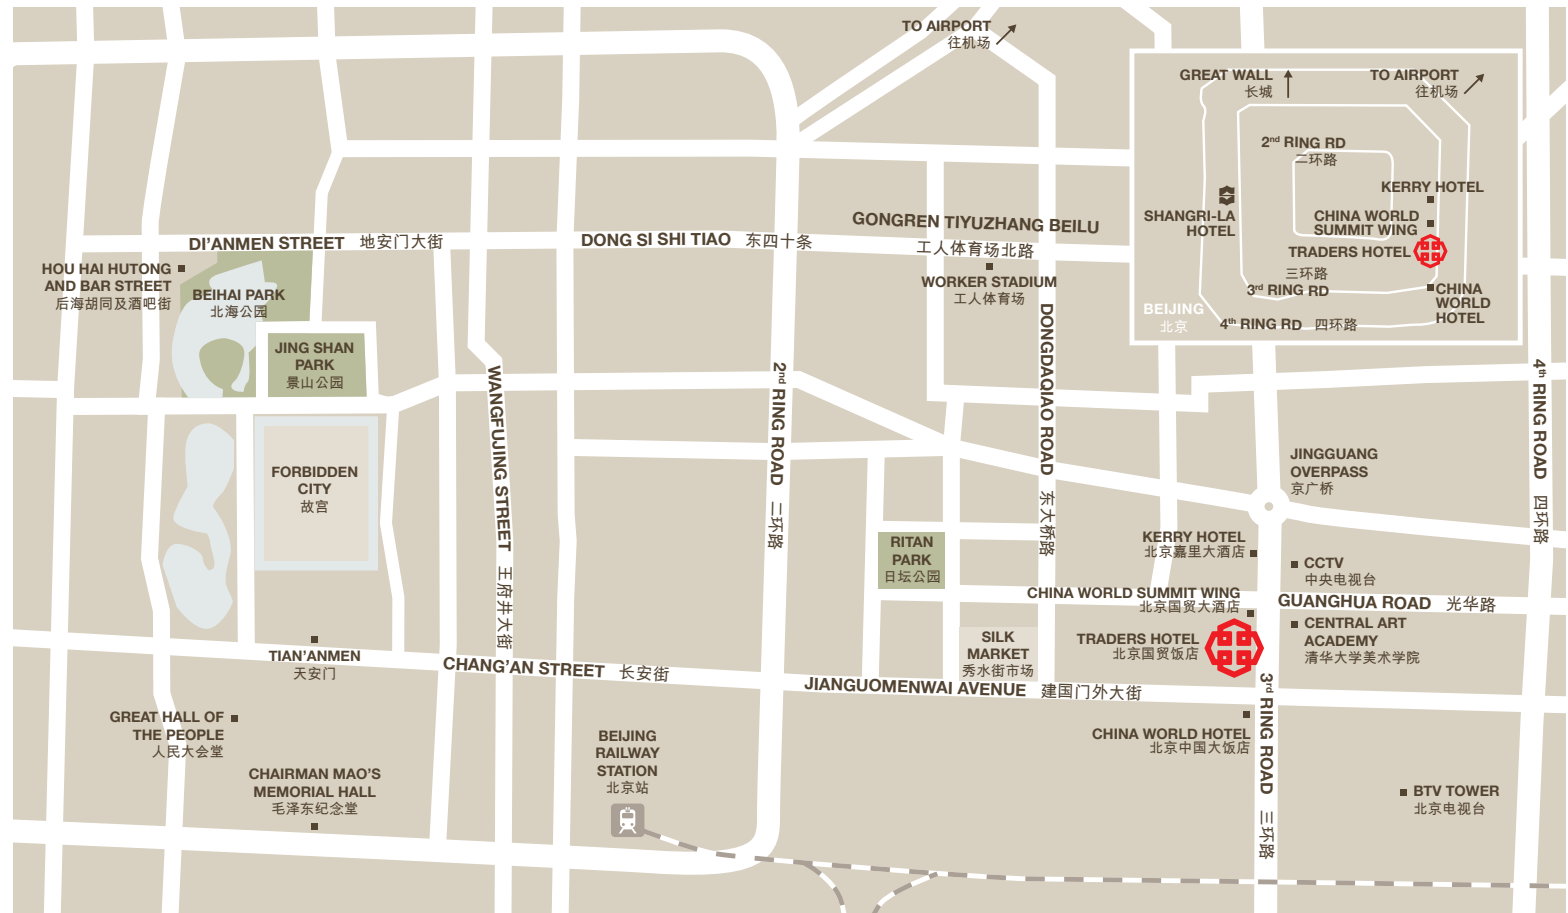 TO AIRPORT
往机场
GREAT WALL
长城
TO AIRPORT
往机场
2nd RING RD
二环路
KERRY HOTEL
SHANGRI-LA
HOTEL
CHINA WORLD
SUMMIT WING
TRADERS HOTEL
三环路
3rd RING RD
CHINA
WORLD
HOTEL
BEIJING
北京
4th RING RD 四环路
DI'ANMEN STREET 地安门大街
DONG SI SHI TIAO 东四十条
GONGREN TIYUZHANG BEILU
工人体育场北路
HOU HAI HUTONG
AND BAR STREET
后海胡同及酒吧街
BEIHAI PARK
北海公园
WORKER STADIUM
工人体育场
JING SHAN
PARK
景山公园
WANGFUJING STREET 王府井大街
2nd RING ROAD 二环路
DONGDAQIAO ROAD 东大桥路
4th RING ROAD 四环路
FORBIDDEN
CITY
故宫
JINGGUANG
OVERPASS
京广桥
RITAN
PARK
日坛公园
KERRY HOTEL
北京嘉里大酒店
CCTV
中央电视台
CHINA WORLD SUMMIT WING
北京国贸大酒店
GUANGHUA ROAD 光华路
TRADERS HOTEL
北京国贸饭店
CENTRAL ART
ACADEMY
清华大学美术学院
SILK
MARKET
秀水街市场
TIAN'ANMEN
天安门
CHANG'AN STREET 长安街
JIANGUOMENWAI AVENUE 建国门外大街
3rd RING ROAD 三环路
GREAT HALL OF
THE PEOPLE
人民大会堂
CHINA WORLD HOTEL
北京中国大饭店
BEIJING
RAILWAY
STATION
北京站
CHAIRMAN MAO'S
MEMORIAL HALL
毛泽东纪念堂
BTV TOWER
北京电视台